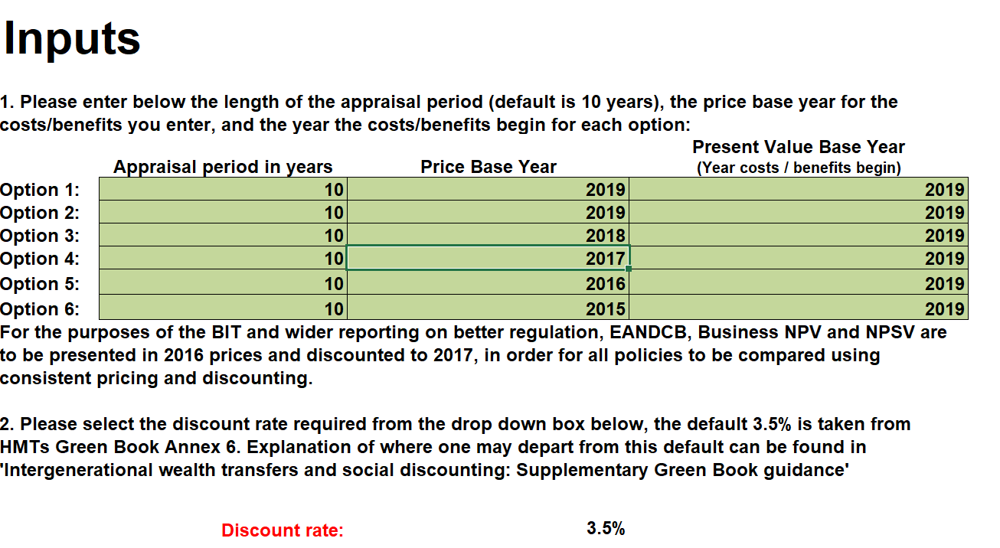 Inputs
1. Please enter below the length of the appraisal period (default is 10 years), the price base year for the
costs/benefits you enter, and the year the costs/benefits begin for each option:
Present Value Base Year
Appraisal period in years Price Base Year (Year costs / benefits begin)
Option 1: 10 2019 2019
Option 2: 10 2019 2019
Option 3: 10 2018 2019
Option 4: 10 2017 2019
Option 5: 10 2016 2019
Option 6: 10 2015 2019
For the purposes of the BIT and wider reporting on better regulation, EANDCB, Business NPV and NPSV are
to be presented in 2016 prices and discounted to 2017, in order for all policies to be compared using
consistent pricing and discounting.
2. Please select the discount rate required from the drop down box below, the default 3.5% is taken from
HMTs Green Book Annex 6. Explanation of where one may depart from this default can be found in
'Intergenerational wealth transfers and social discounting: Supplementary Green Book guidance'
Discount rate: 3.5%